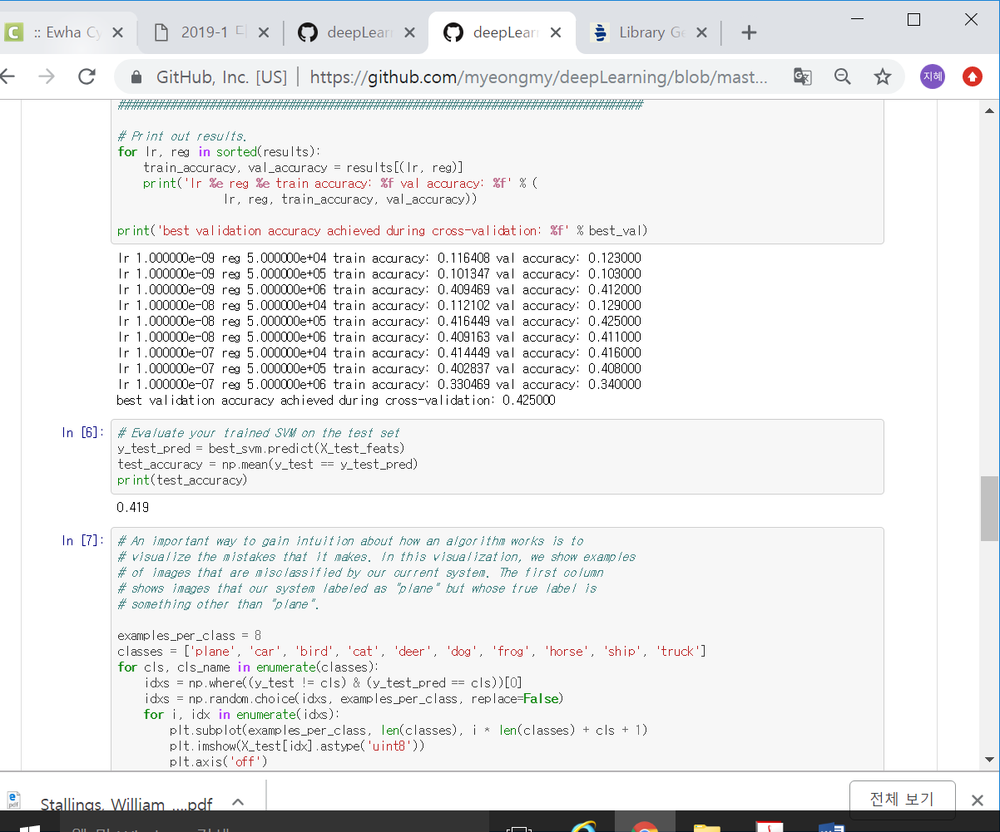 :: Ewha Cy
2019-1
deepLear
deepLear
Library Ge
GitHub, Inc. [US] | https://github.com/myeongmy/deepLearning/blob/mast...
지혜
################################################################################
# Print out results.
for lr, reg in sorted(results):
    train_accuracy, val_accuracy = results[(lr, reg)]
    print('lr %e reg %e train accuracy: %f val accuracy: %f' % (
                lr, reg, train_accuracy, val_accuracy))
print('best validation accuracy achieved during cross-validation: %f' % best_val)
lr 1.000000e-09 reg 5.000000e+04 train accuracy: 0.116408 val accuracy: 0.123000
lr 1.000000e-09 reg 5.000000e+05 train accuracy: 0.101347 val accuracy: 0.103000
lr 1.000000e-09 reg 5.000000e+06 train accuracy: 0.409469 val accuracy: 0.412000
lr 1.000000e-08 reg 5.000000e+04 train accuracy: 0.112102 val accuracy: 0.129000
lr 1.000000e-08 reg 5.000000e+05 train accuracy: 0.416449 val accuracy: 0.425000
lr 1.000000e-08 reg 5.000000e+06 train accuracy: 0.409163 val accuracy: 0.411000
lr 1.000000e-07 reg 5.000000e+04 train accuracy: 0.414449 val accuracy: 0.416000
lr 1.000000e-07 reg 5.000000e+05 train accuracy: 0.402837 val accuracy: 0.408000
lr 1.000000e-07 reg 5.000000e+06 train accuracy: 0.330469 val accuracy: 0.340000
best validation accuracy achieved during cross-validation: 0.425000
In [6]: # Evaluate your trained SVM on the test set
y_test_pred = best_svm.predict(X_test_feats)
test_accuracy = np.mean(y_test == y_test_pred)
print(test_accuracy)
0.419
In [7]: # An important way to gain intuition about how an algorithm works is to
# visualize the mistakes that it makes. In this visualization, we show examples
# of images that are misclassified by our current system. The first column
# shows images that our system labeled as "plane" but whose true label is
# something other than "plane".
examples_per_class = 8
classes = ['plane', 'car', 'bird', 'cat', 'deer', 'dog', 'frog', 'horse', 'ship', 'truck']
for cls, cls_name in enumerate(classes):
    idxs = np.where((y_test != cls) & (y_test_pred == cls))[0]
    idxs = np.random.choice(idxs, examples_per_class, replace=False)
    for i, idx in enumerate(idxs):
        plt.subplot(examples_per_class, len(classes), i * len(classes) + cls + 1)
        plt.imshow(X_test[idx].astype('uint8'))
        plt.axis('off')
Stallings, William ....pdf
전체 보기